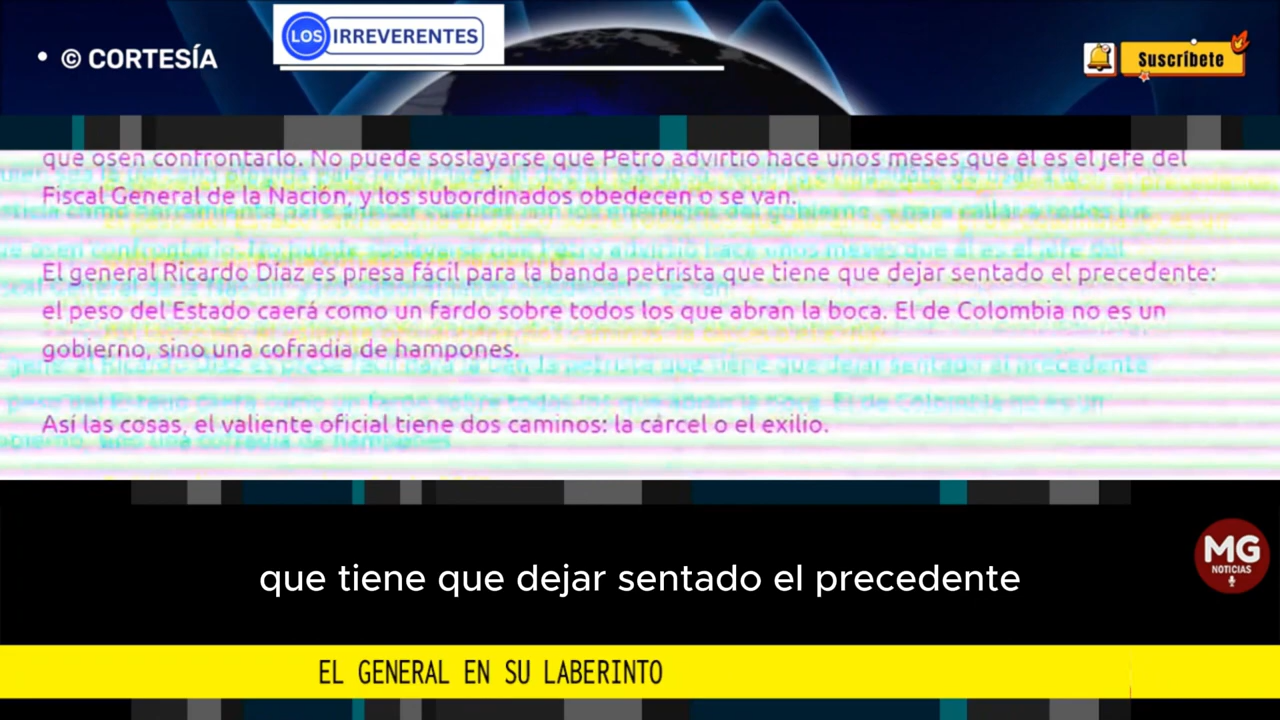 • © CORTESÍA
LOS IRREVERENTES
Suscríbete
que osen confrontarlo. No puede soslayarse que Petro advirtió hace unos meses que él es el jefe del
Fiscal General de la Nación, y los subordinados obedecen o se van.
El general Ricardo Díaz es presa fácil para la banda petrista que tiene que dejar sentado el precedente:
el peso del Estado caerá como un fardo sobre todos los que abran la boca. El de Colombia no es un
gobierno, sino una cofradía de hampones.
Así las cosas, el valiente oficial tiene dos caminos: la cárcel o el exilio.
MG
NOTICIAS
que tiene que dejar sentado el precedente
EL GENERAL EN SU LABERINTO